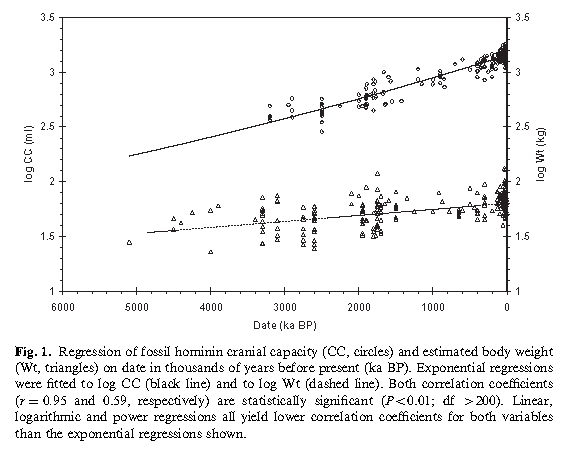 3.5
3.5
3
3
2.5
2.5
2
2
1.5
1.5
1
1
log CC (ml)
log Wt (kg)
6000 5000 4000 3000 2000 1000 0
Date (ka BP)
Fig. 1. Regression of fossil hominin cranial capacity (CC, circles) and estimated body weight
(Wt, triangles) on date in thousands of years before present (ka BP). Exponential regressions
were fitted to log CC (black line) and to log Wt (dashed line). Both correlation coefficients
(r = 0.95 and 0.59, respectively) are statistically significant (P<0.01; df >200). Linear,
logarithmic and power regressions all yield lower correlation coefficients for both variables
than the exponential regressions shown.